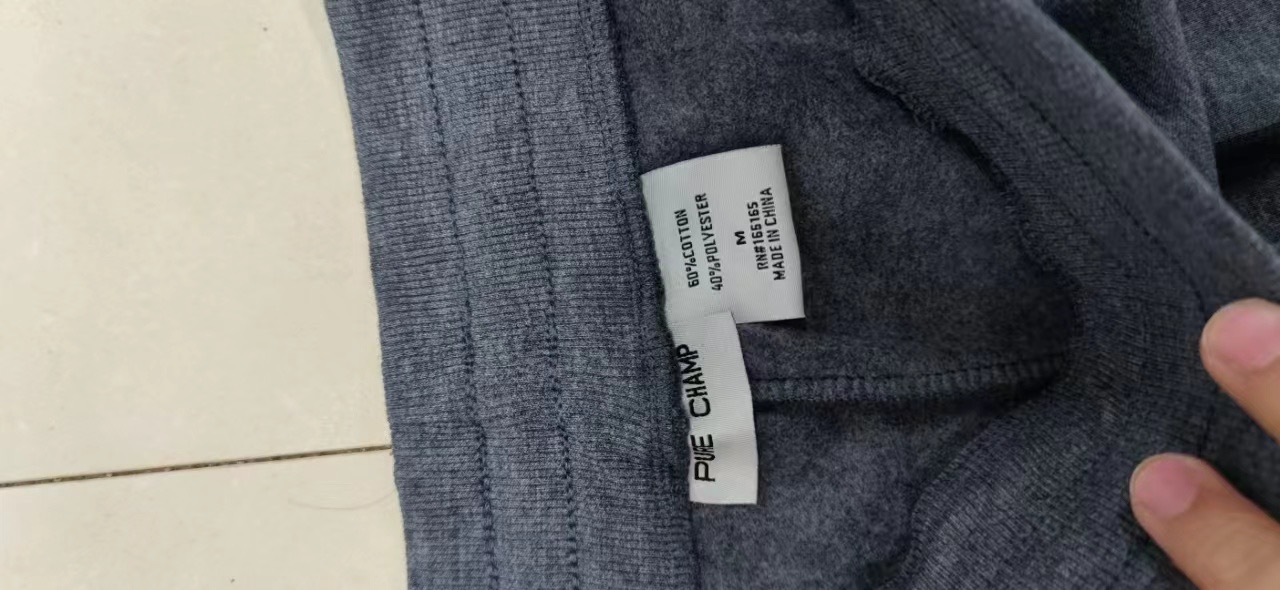 60%COTTON
40%POLYESTER
M
RN#166165
MADE IN CHINA
PURE CHAMP